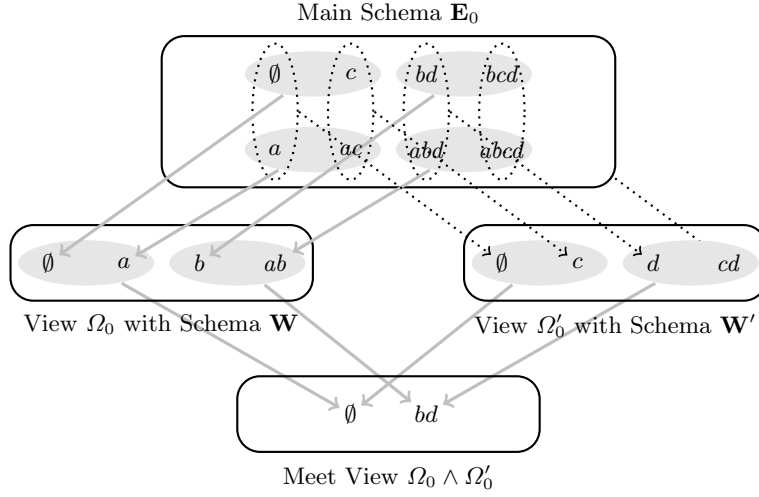 Main Schema E₀
∅ c bd bcd
a ac abd abcd
∅ a b ab ∅ c d cd
View Ω₀ with Schema W View Ω′₀ with Schema W′
∅ bd
Meet View Ω₀ ∧ Ω′₀